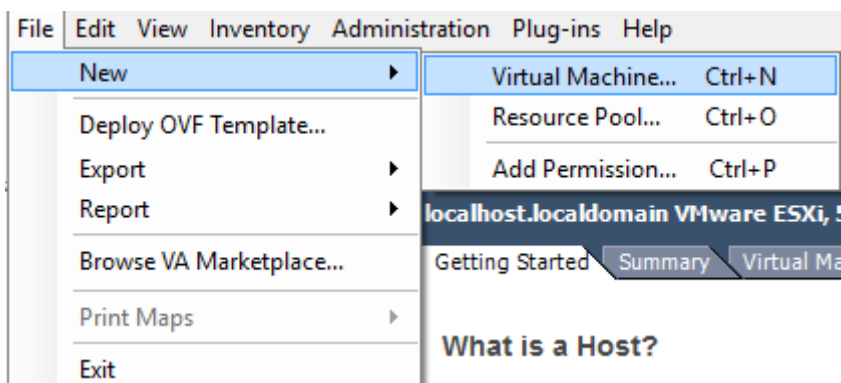 File Edit View Inventory Administration Plug-ins Help
New
Virtual Machine... Ctrl+N
Resource Pool... Ctrl+O
Add Permission... Ctrl+P
Deploy OVF Template...
Export
Report
Browse VA Marketplace...
Print Maps
Exit
localhost.localdomain VMware ESXi,
Getting Started Summary Virtual Ma
What is a Host?